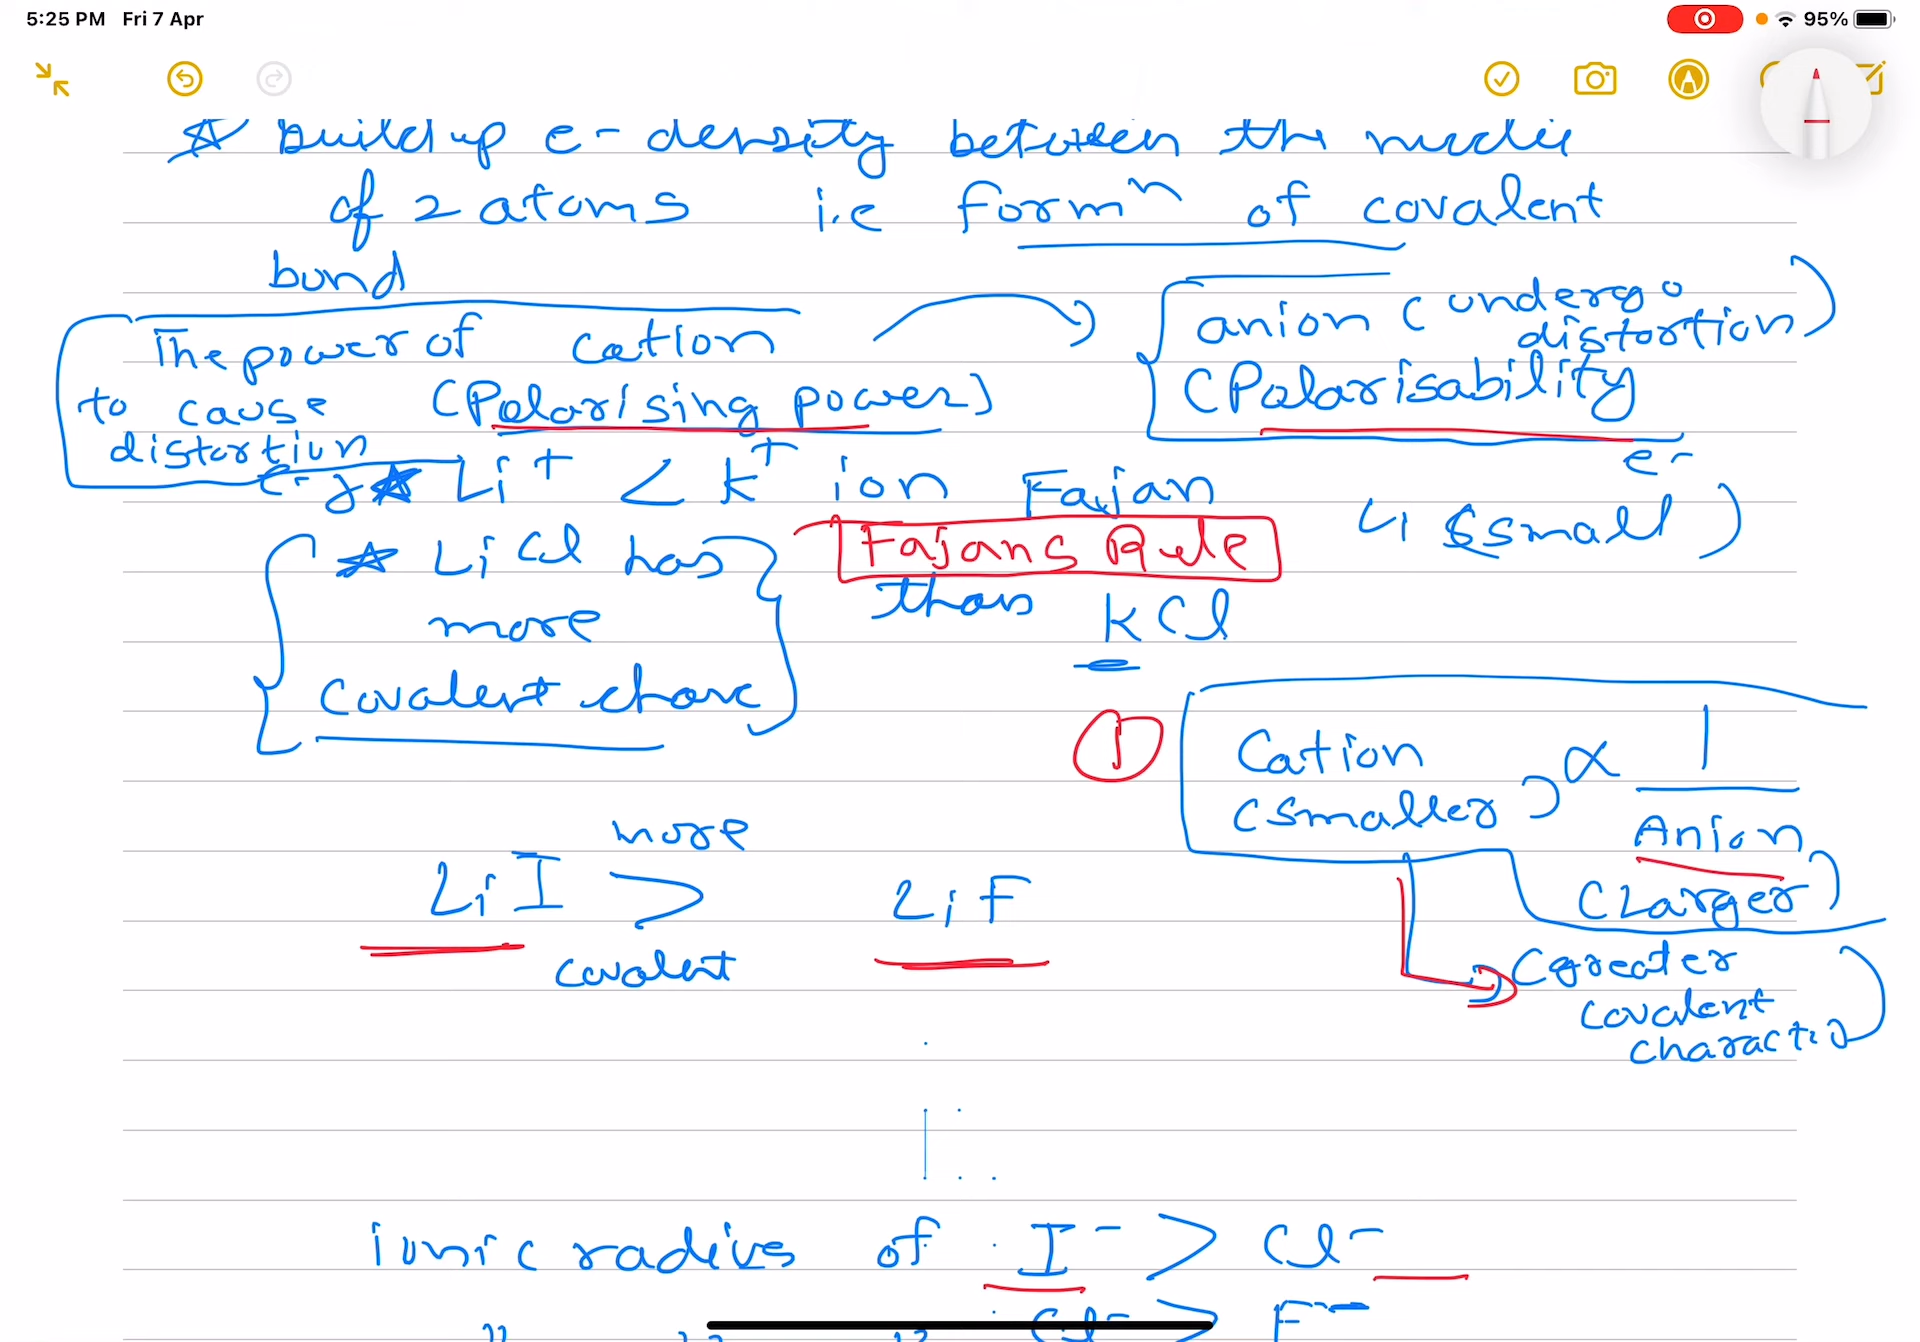 5:25 PM Fri 7 Apr
95%
☆ buildup e- density between the nuclie
of 2 atoms i.e formⁿ of covalent
bond
The power of cation
to cause (Polarising power)
distortion
anion (undergo
distortion)
(Polarisability
e-
e.g ☆ Li⁺ < K⁺ ion Fajan
(small)
Fajans Rule
☆ LiCl has
than KCl
more
covalent charc
①
Cation ∝ 1
(smaller) Anion
(Larger)
more
LiI > LiF
covalent
(greater
covalent
charactr)
ionic radius of I⁻ > Cl⁻
Cl⁻ > F⁻